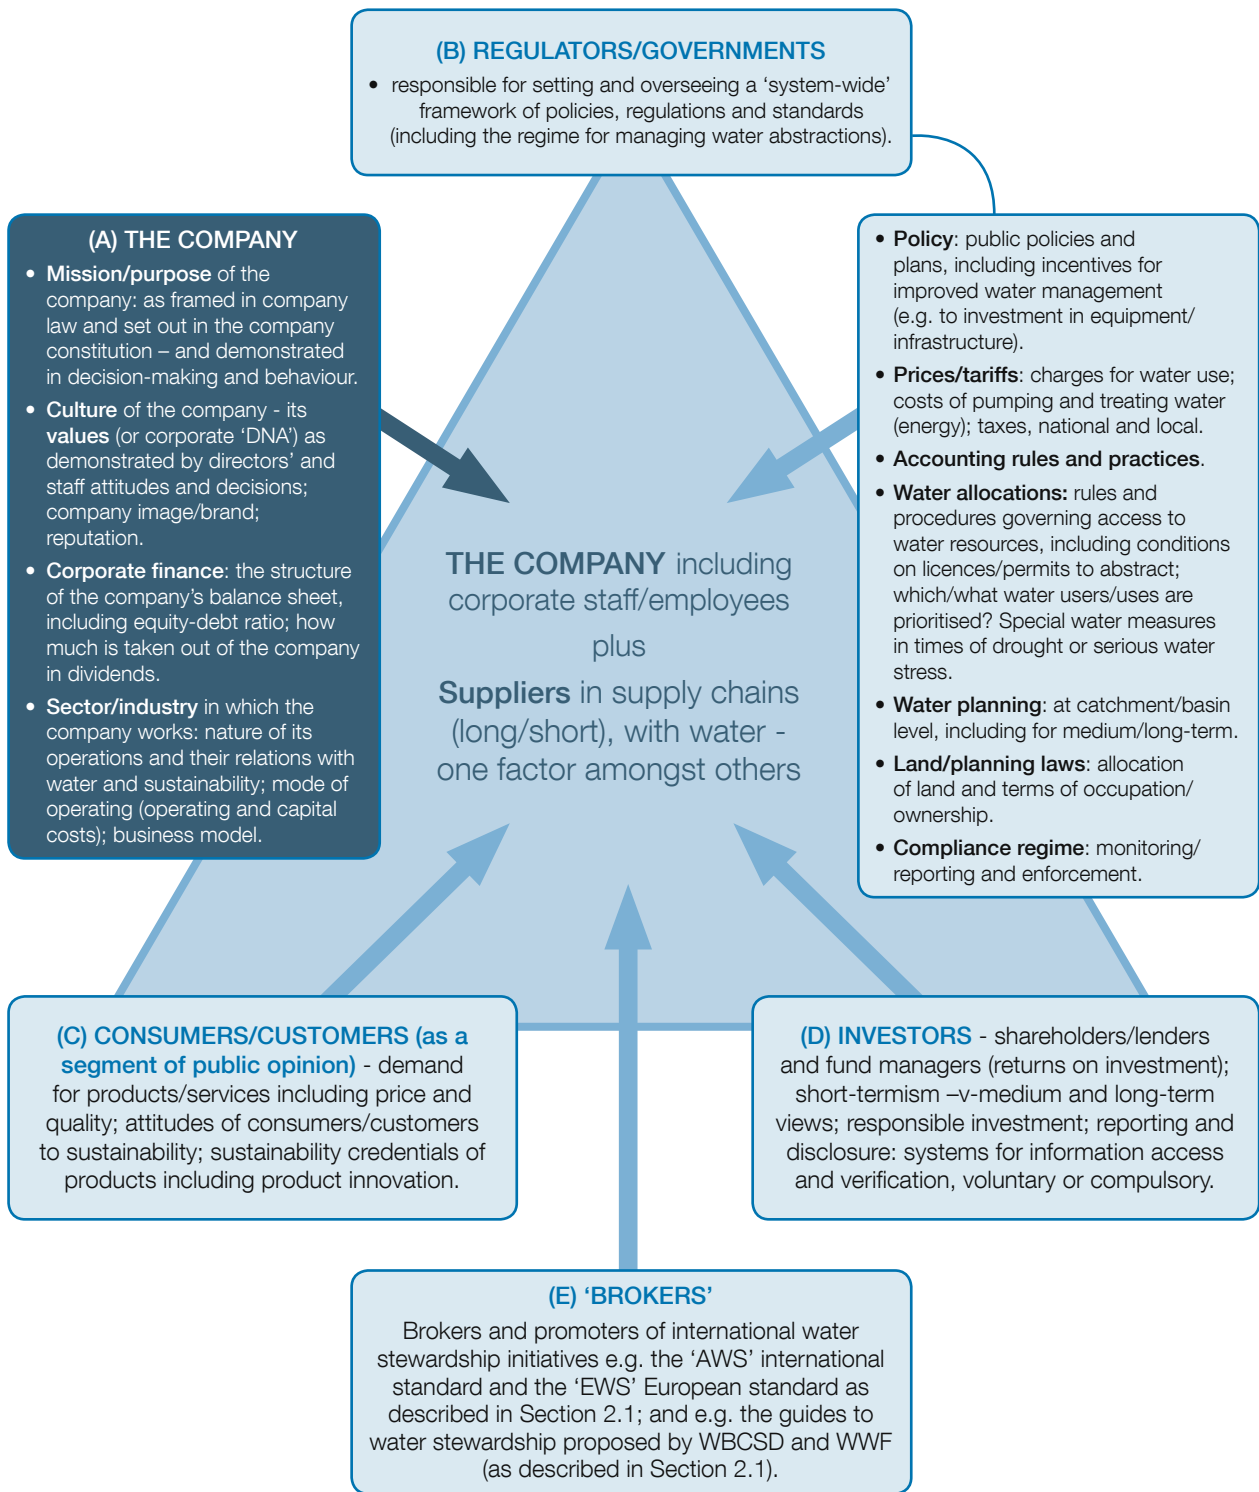 (B) REGULATORS/GOVERNMENTS
• responsible for setting and overseeing a ‘system-wide’
framework of policies, regulations and standards
(including the regime for managing water abstractions).
(A) THE COMPANY
• Mission/purpose of the
company: as framed in company
law and set out in the company
constitution – and demonstrated
in decision-making and behaviour.
• Culture of the company - its
values (or corporate ‘DNA’) as
demonstrated by directors’ and
staff attitudes and decisions;
company image/brand;
reputation.
• Corporate finance: the structure
of the company’s balance sheet,
including equity-debt ratio; how
much is taken out of the company
in dividends.
• Sector/industry in which the
company works: nature of its
operations and their relations with
water and sustainability; mode of
operating (operating and capital
costs); business model.
• Policy: public policies and
plans, including incentives for
improved water management
(e.g. to investment in equipment/
infrastructure).
• Prices/tariffs: charges for water use;
costs of pumping and treating water
(energy); taxes, national and local.
• Accounting rules and practices.
• Water allocations: rules and
procedures governing access to
water resources, including conditions
on licences/permits to abstract;
which/what water users/uses are
prioritised? Special water measures
in times of drought or serious water
stress.
• Water planning: at catchment/basin
level, including for medium/long-term.
• Land/planning laws: allocation
of land and terms of occupation/
ownership.
• Compliance regime: monitoring/
reporting and enforcement.
THE COMPANY including
corporate staff/employees
plus
Suppliers in supply chains
(long/short), with water -
one factor amongst others
(C) CONSUMERS/CUSTOMERS (as a
segment of public opinion) - demand
for products/services including price and
quality; attitudes of consumers/customers
to sustainability; sustainability credentials of
products including product innovation.
(D) INVESTORS - shareholders/lenders
and fund managers (returns on investment);
short-termism –v-medium and long-term
views; responsible investment; reporting and
disclosure: systems for information access
and verification, voluntary or compulsory.
(E) ‘BROKERS’
Brokers and promoters of international water
stewardship initiatives e.g. the ‘AWS’ international
standard and the ‘EWS’ European standard as
described in Section 2.1; and e.g. the guides to
water stewardship proposed by WBCSD and WWF
(as described in Section 2.1).